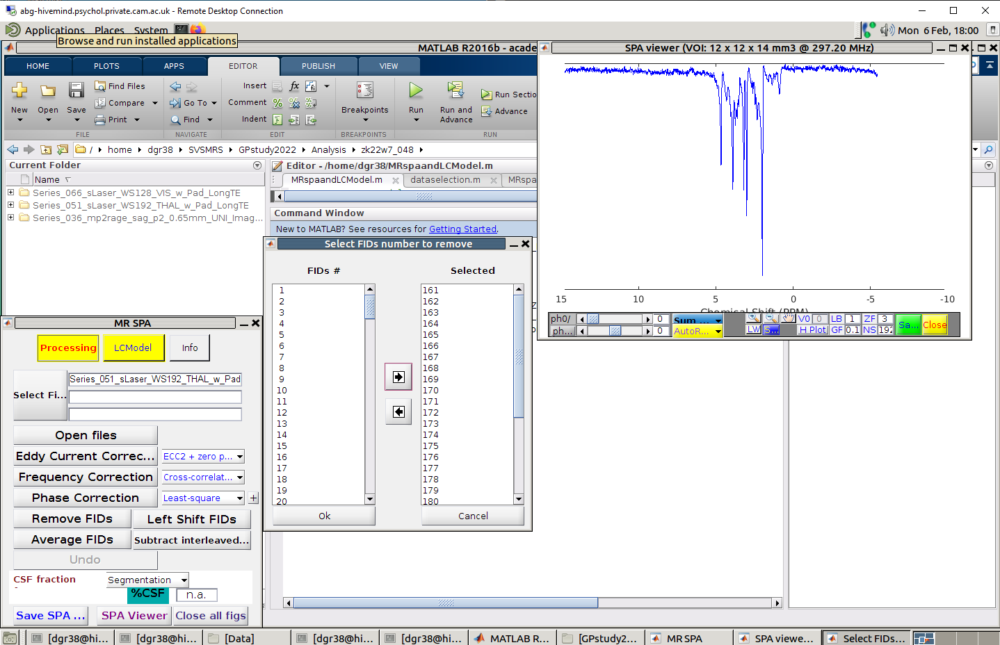 abg-hivemind.psychol.private.cam.ac.uk - Remote Desktop Connection
Applications Places System
Mon 6 Feb, 18:00
Browse and run installed applications
MATLAB R2016b - acade
HOME PLOTS APPS EDITOR PUBLISH VIEW
New Open Save
Find Files
Compare
Print
Go To
Find
Insert
Comment
Indent
fx
Breakpoints
Run
Run and Advance
Run Sectio
Advance
FILE NAVIGATE EDIT BREAKPOINTS RUN
/ home dgr38 SVSMRS GPstudy2022 Analysis zk22w7_048
Current Folder
Name
Series_066_sLaser_WS128_VIS_w_Pad_LongTE
Series_051_sLaser_WS192_THAL_w_Pad_LongTE
Series_036_mp2rage_sag_p2_0.65mm_UNI_Imag...
Editor - /home/dgr38/MRspaandLCModel.m
MRspaandLCModel.m dataselection.m MRspa
Command Window
New to MATLAB? See resources for Getting Started.
SPA viewer (VOI: 12 x 12 x 14 mm3 @ 297.20 MHz)
15 10 5 0 -5 -10
Chemical Shift (PPM)
ph0/ 0 Sum ... V0 0 LB 1 ZF 3 Sa... Close
ph... 0 AutoR... LW S... H Plot GF 0.1 NS 192
Select FIDs number to remove
FIDs # Selected
1 161
2 162
3 163
4 164
5 165
6 166
7 167
8 168
9 169
10 170
11 171
12 172
13 173
14 174
15 175
16 176
17 177
18 178
19 179
20 180
Ok Cancel
MR SPA
Processing LCModel Info
Select Fi...
Series_051_sLaser_WS192_THAL_w_Pad
Open files
Eddy Current Correc... ECC2 + zero p...
Frequency Correction Cross-correlat...
Phase Correction Least-square +
Remove FIDs Left Shift FIDs
Average FIDs Subtract interleaved...
Undo
CSF fraction Segmentation
%CSF n.a.
Save SPA ... SPA Viewer Close all figs
[dgr38@hi... [dgr38@hi... [Data] [dgr38@hi... [dgr38@hi... MATLAB R... [GPstudy2... MR SPA SPA viewe... Select FIDs...